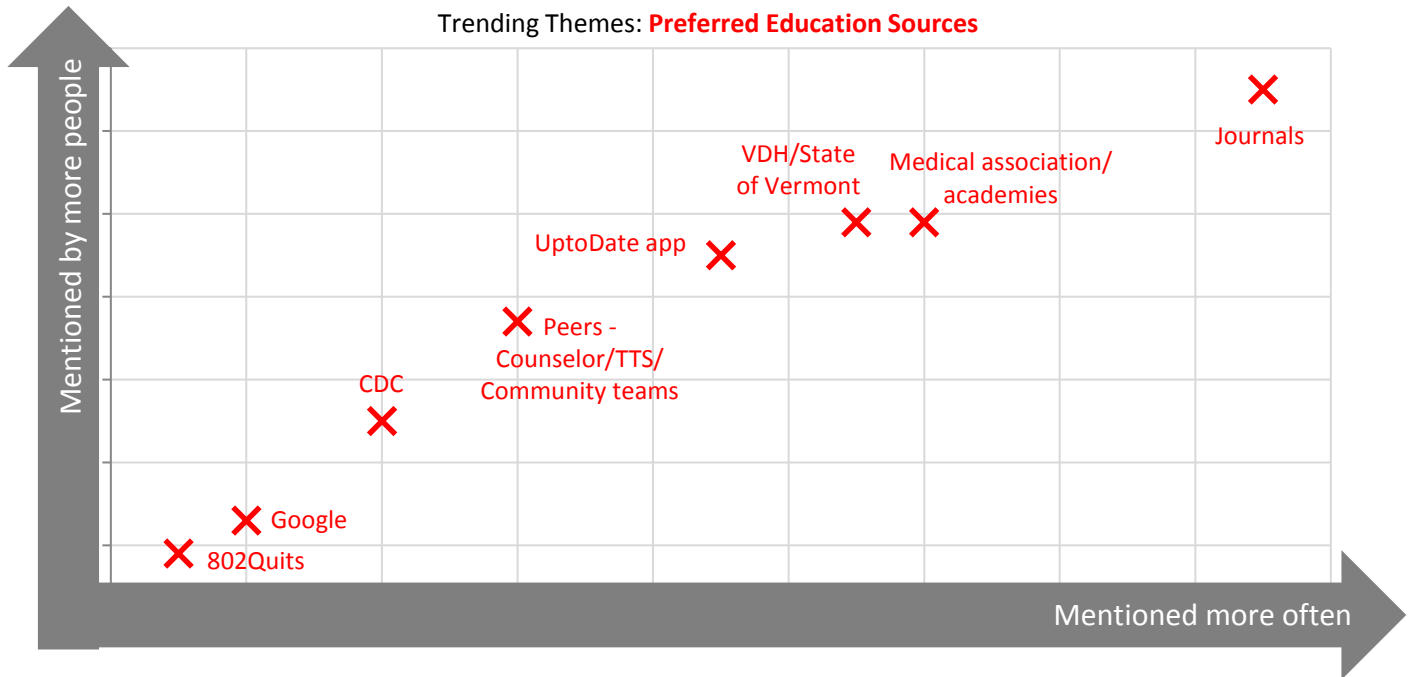 Trending Themes: Preferred Education Sources
Mentioned by more people
Journals
VDH/State
of Vermont
Medical association/
academies
UptoDate app
Peers -
Counselor/TTS/
Community teams
CDC
Google
802Quits
Mentioned more often